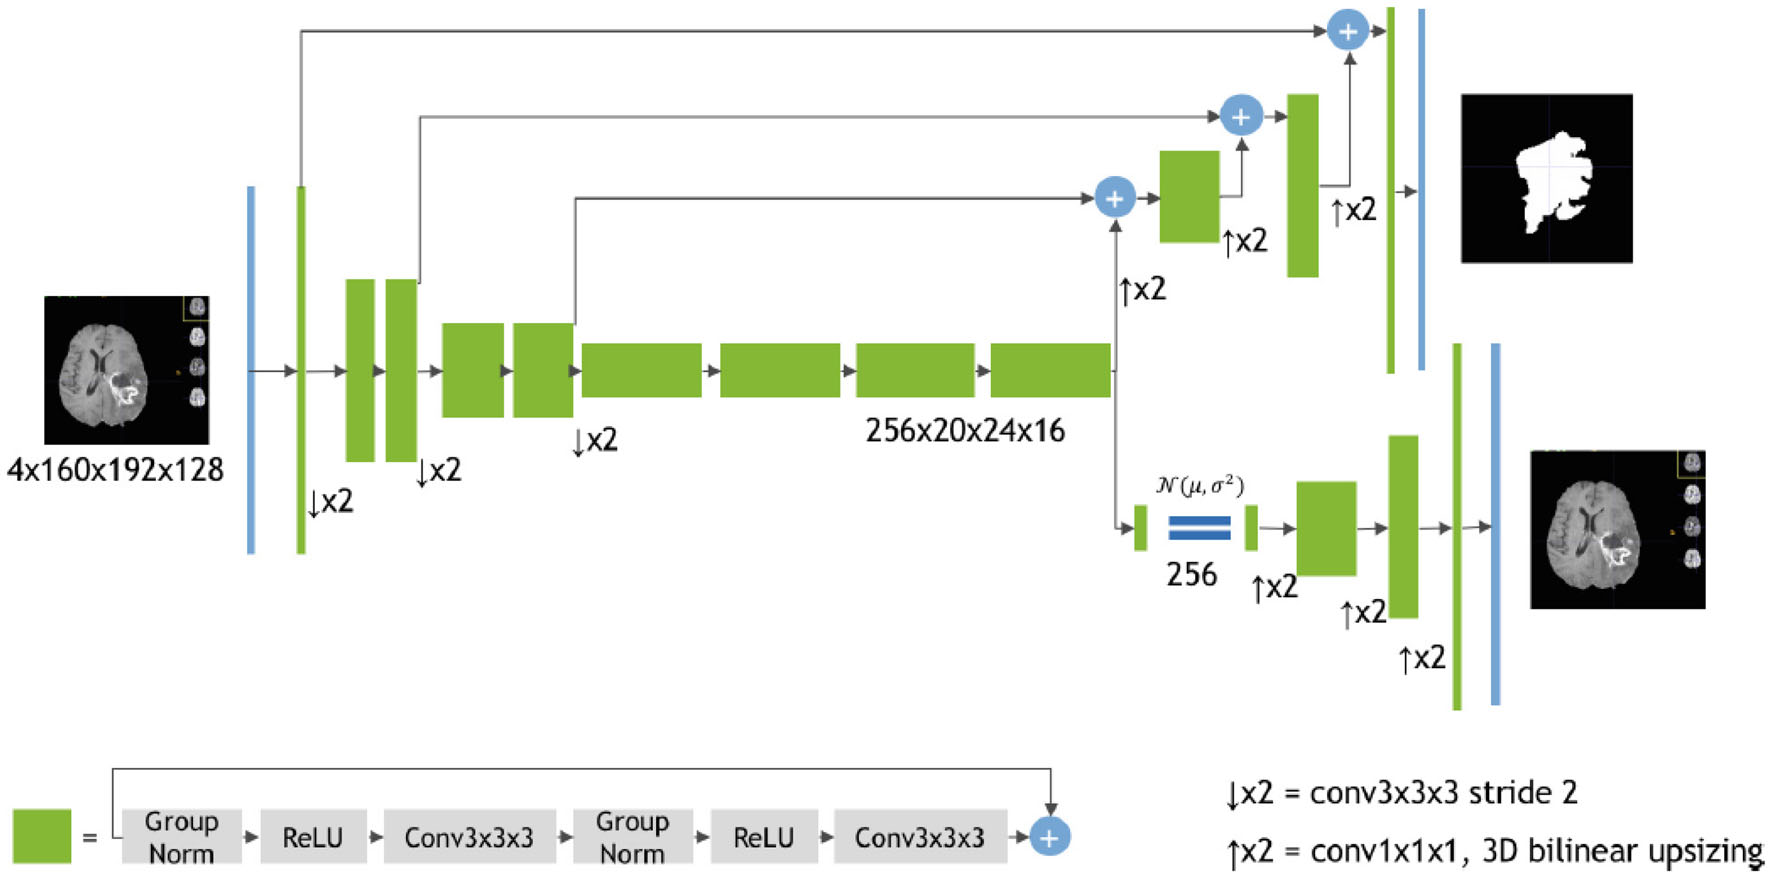 +
+
+
↑x2
↑x2
↑x2
4x160x192x128
↓x2
↓x2
↓x2
256x20x24x16
𝒩(μ, σ²)
256
↑x2
↑x2
↑x2
=
Group
Norm
ReLU
Conv3x3x3
Group
Norm
ReLU
Conv3x3x3
+
↓x2 = conv3x3x3 stride 2
↑x2 = conv1x1x1, 3D bilinear upsizing